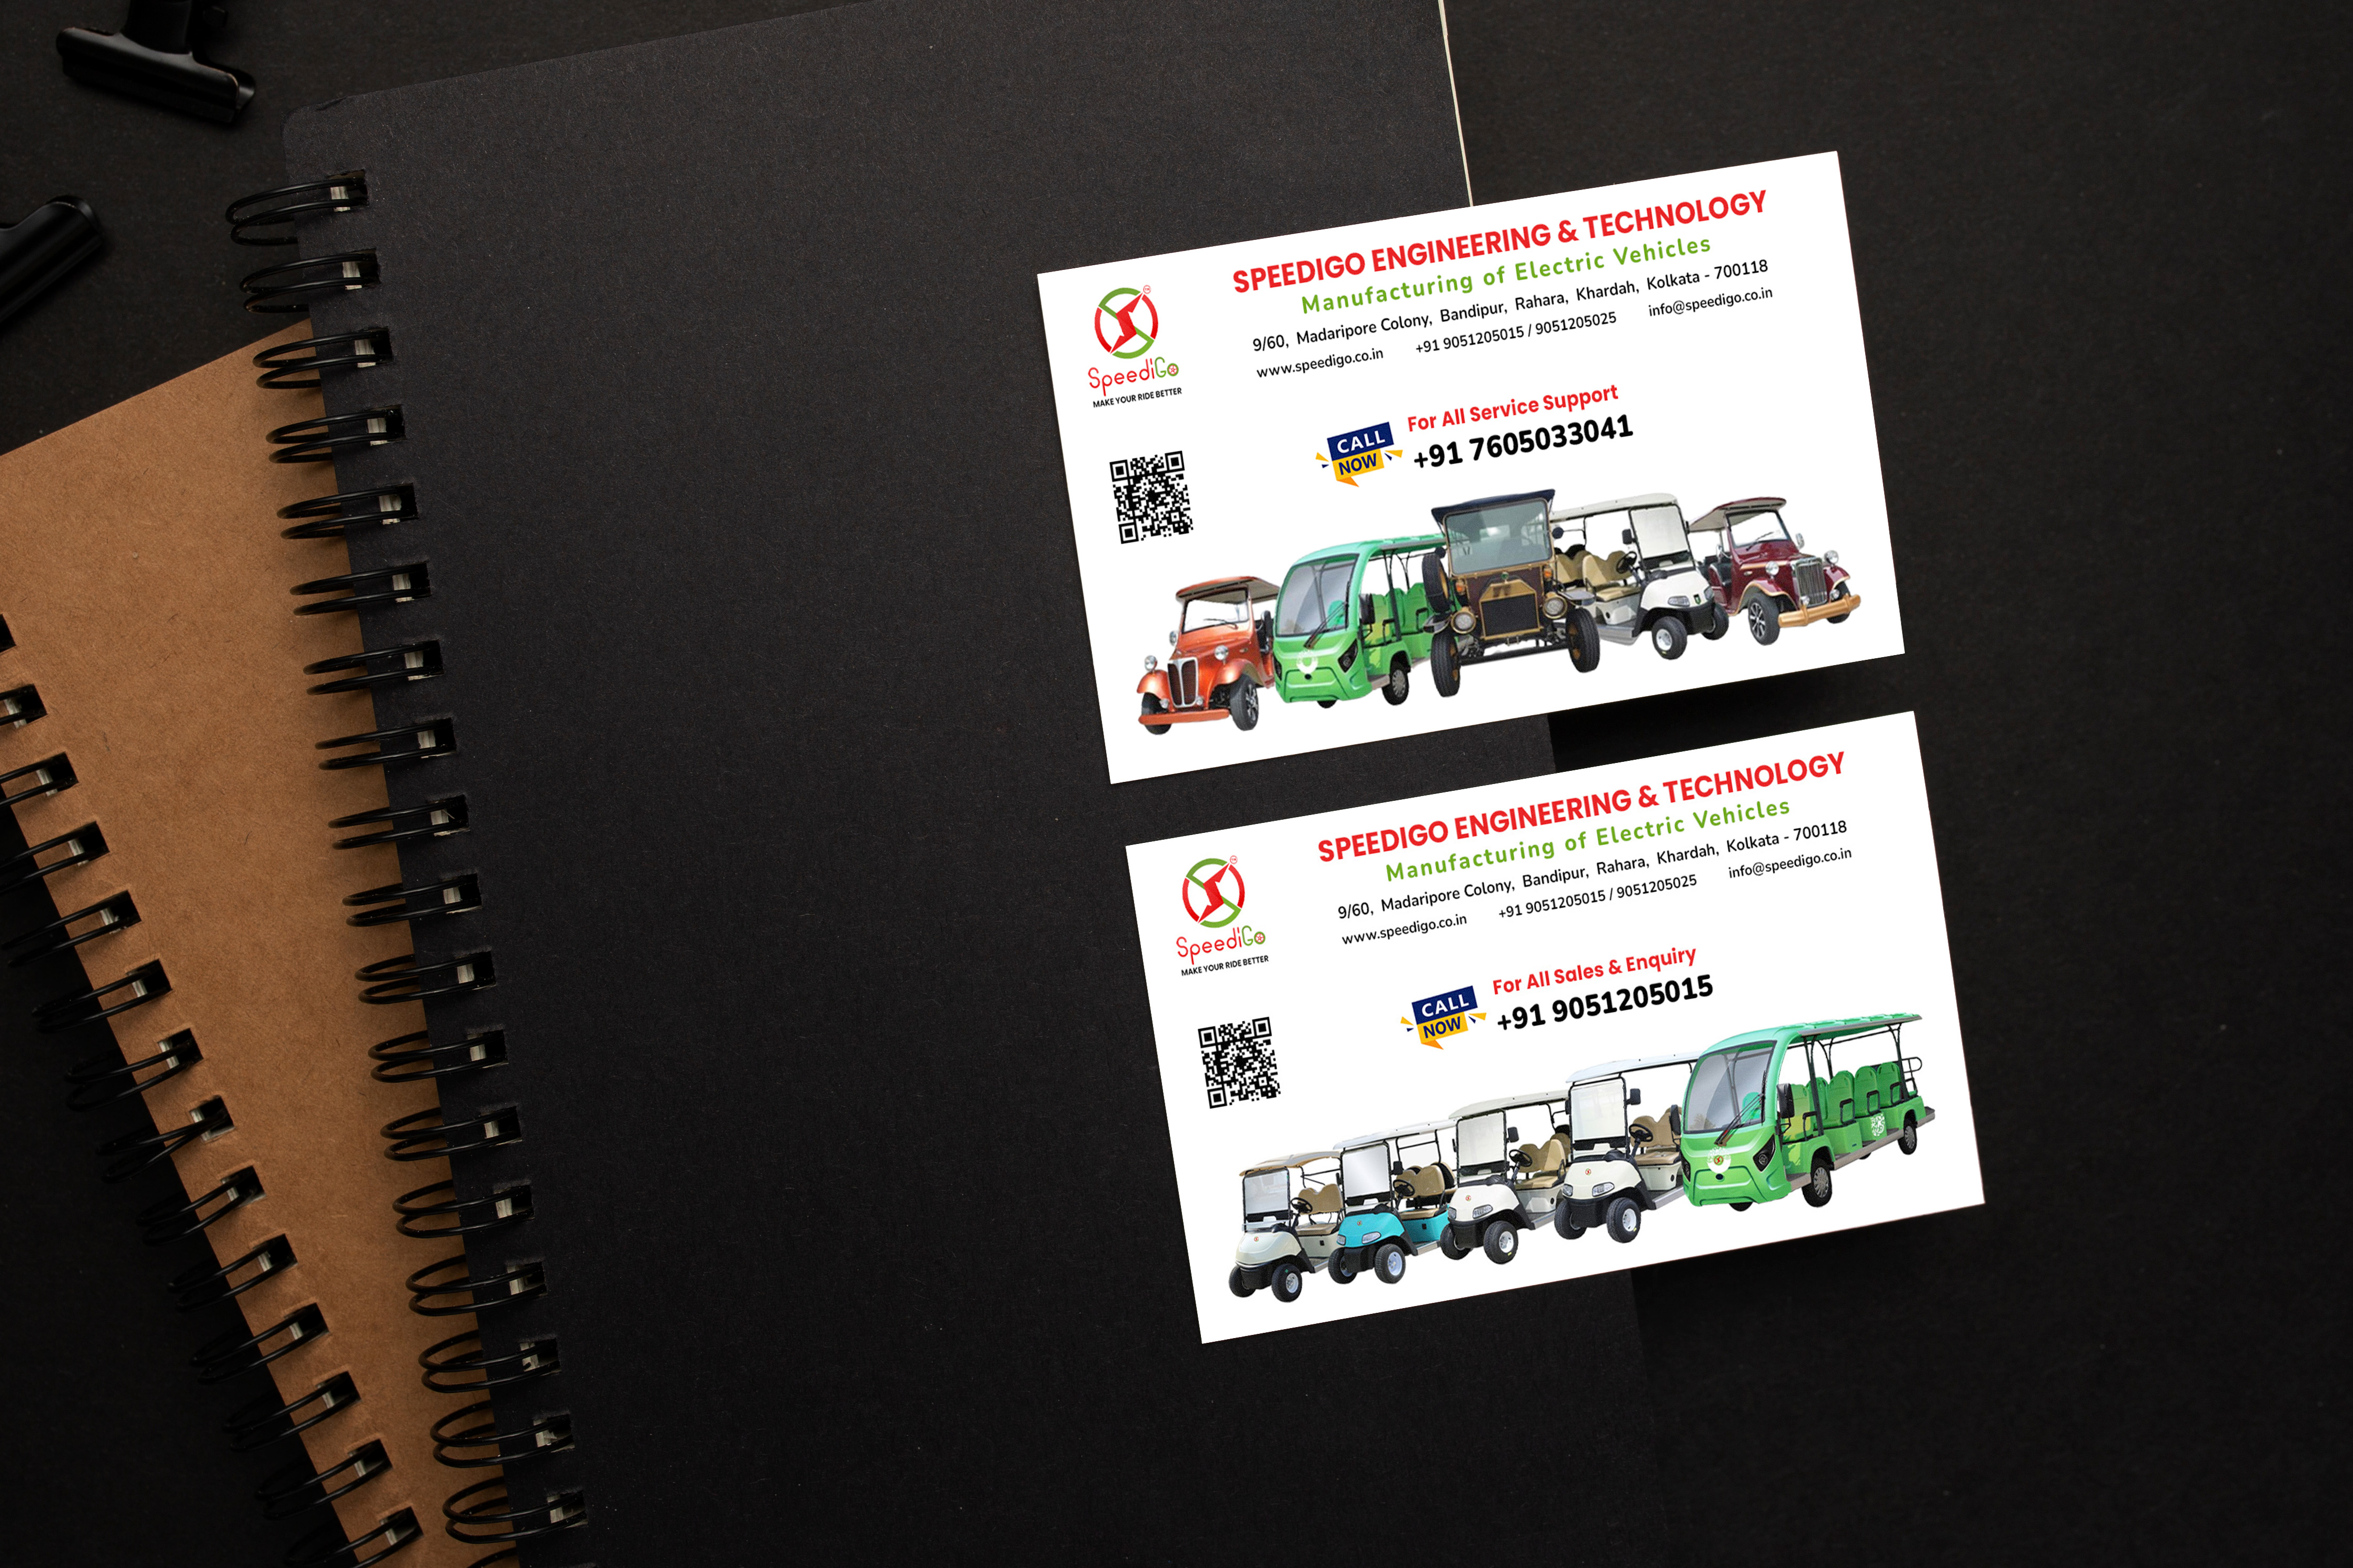 SPEEDIGO ENGINEERING & TECHNOLOGY
Manufacturing of Electric Vehicles
9/60, Madaripore Colony, Bandipur, Rahara, Khardah, Kolkata - 700118
www.speedigo.co.in +91 9051205015 / 9051205025 info@speedigo.co.in
SpeediGo
MAKE YOUR RIDE BETTER
For All Service Support
CALL NOW +91 7605033041
SPEEDIGO ENGINEERING & TECHNOLOGY
Manufacturing of Electric Vehicles
9/60, Madaripore Colony, Bandipur, Rahara, Khardah, Kolkata - 700118
www.speedigo.co.in +91 9051205015 / 9051205025 info@speedigo.co.in
SpeediGo
MAKE YOUR RIDE BETTER
For All Sales & Enquiry
CALL NOW +91 9051205015